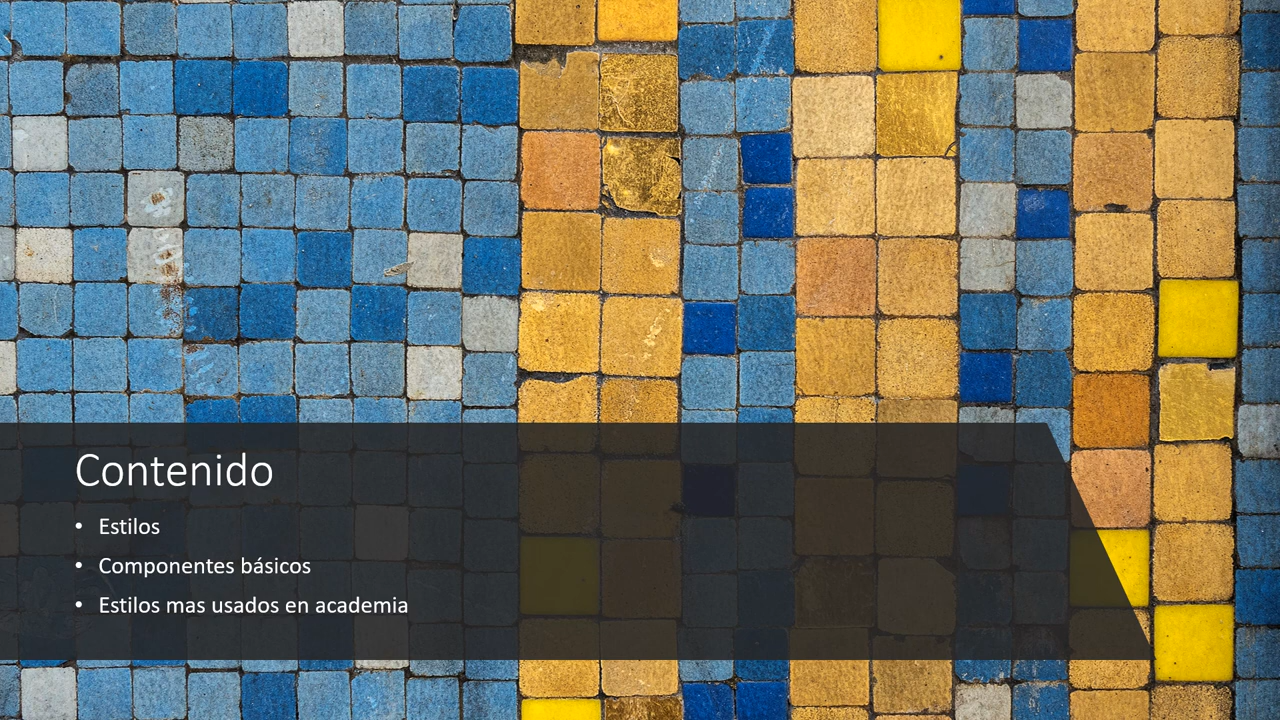 Contenido
• Estilos
• Componentes básicos
• Estilos mas usados en academia